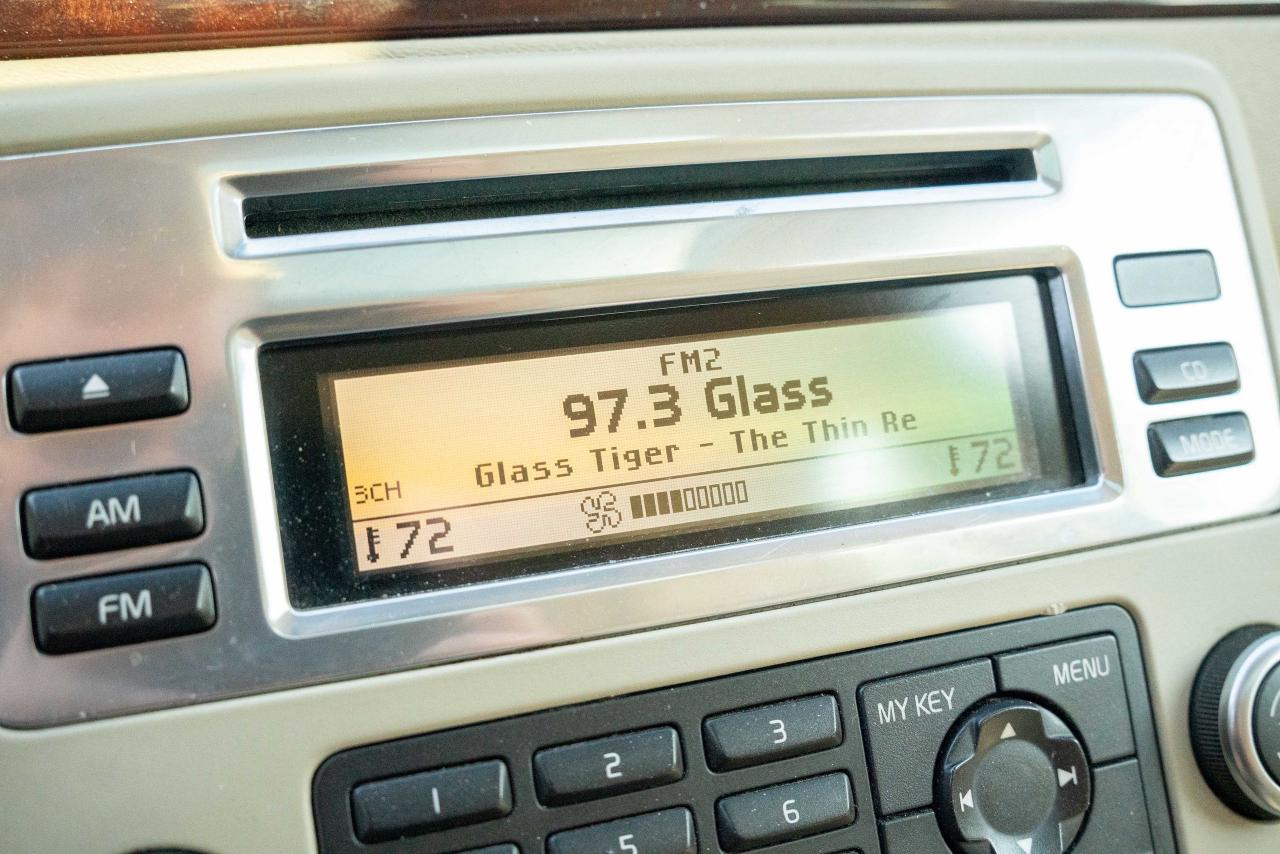 FM2
97.3 Glass
Glass Tiger - The Thin Re
3CH
72
72
AM
FM
CD
MODE
MY KEY
MENU
1
2
3
5
6